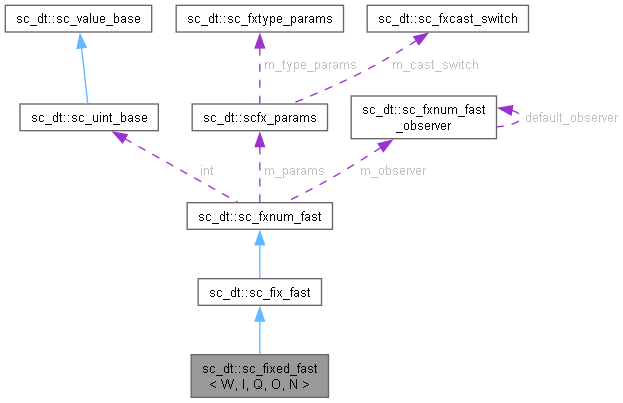 sc_dt::sc_value_base
sc_dt::sc_fxtype_params
sc_dt::sc_fxcast_switch
m_type_params
m_cast_switch
sc_dt::sc_uint_base
sc_dt::scfx_params
sc_dt::sc_fxnum_fast
_observer
default_observer
int
m_params
m_observer
sc_dt::sc_fxnum_fast
sc_dt::sc_fix_fast
sc_dt::sc_fixed_fast
< W, I, Q, O, N >